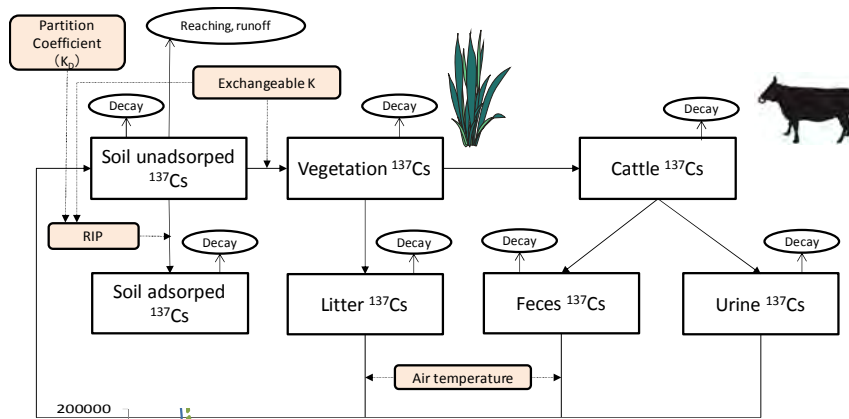 Partition
Coefficient
(K_D)
Reaching, runoff
Exchangeable K
Decay
Decay
Decay
Soil unadsorped
¹³⁷Cs
Vegetation ¹³⁷Cs
Cattle ¹³⁷Cs
RIP
Decay
Decay
Decay
Decay
Soil adsorped
¹³⁷Cs
Litter ¹³⁷Cs
Feces ¹³⁷Cs
Urine ¹³⁷Cs
Air temperature
200000